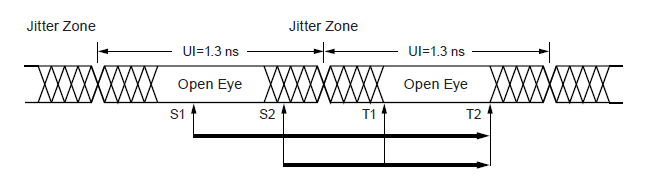 Jitter Zone Jitter Zone
UI=1.3 ns UI=1.3 ns
Open Eye Open Eye
S1 S2 T1 T2